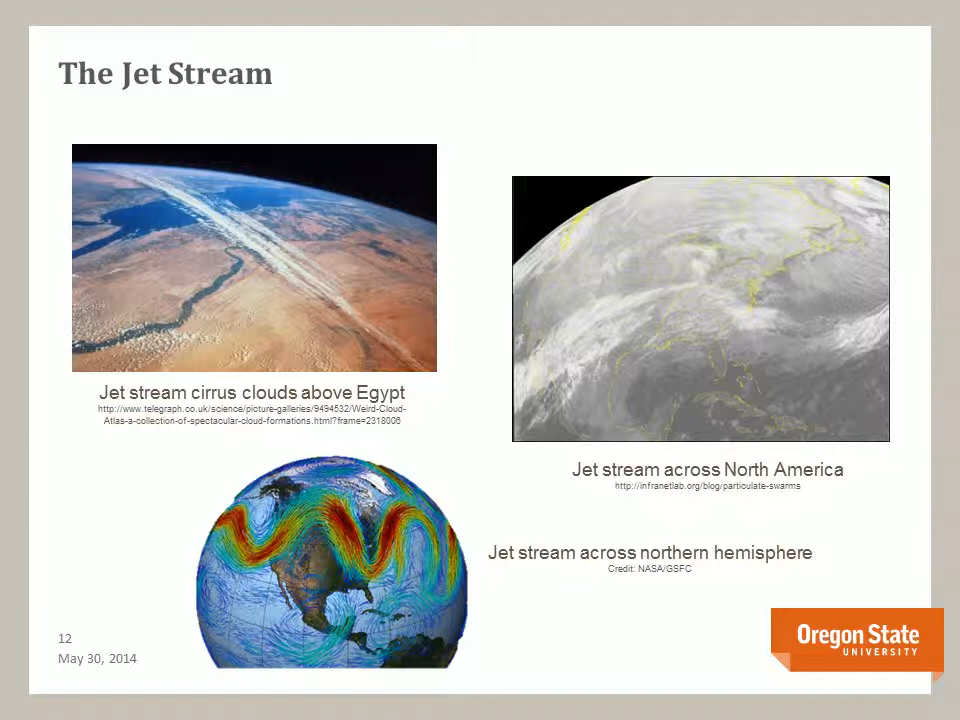 The Jet Stream
Jet stream cirrus clouds above Egypt
http://www.telegraph.co.uk/science/picture-galleries/9494532/Weird-Cloud-
Atlas-a-collection-of-spectacular-cloud-formations.html?frame=2318006
Jet stream across North America
http://infranetlab.org/blog/particulate-swarms
Jet stream across northern hemisphere
Credit: NASA/GSFC
12
May 30, 2014
Oregon State
UNIVERSITY